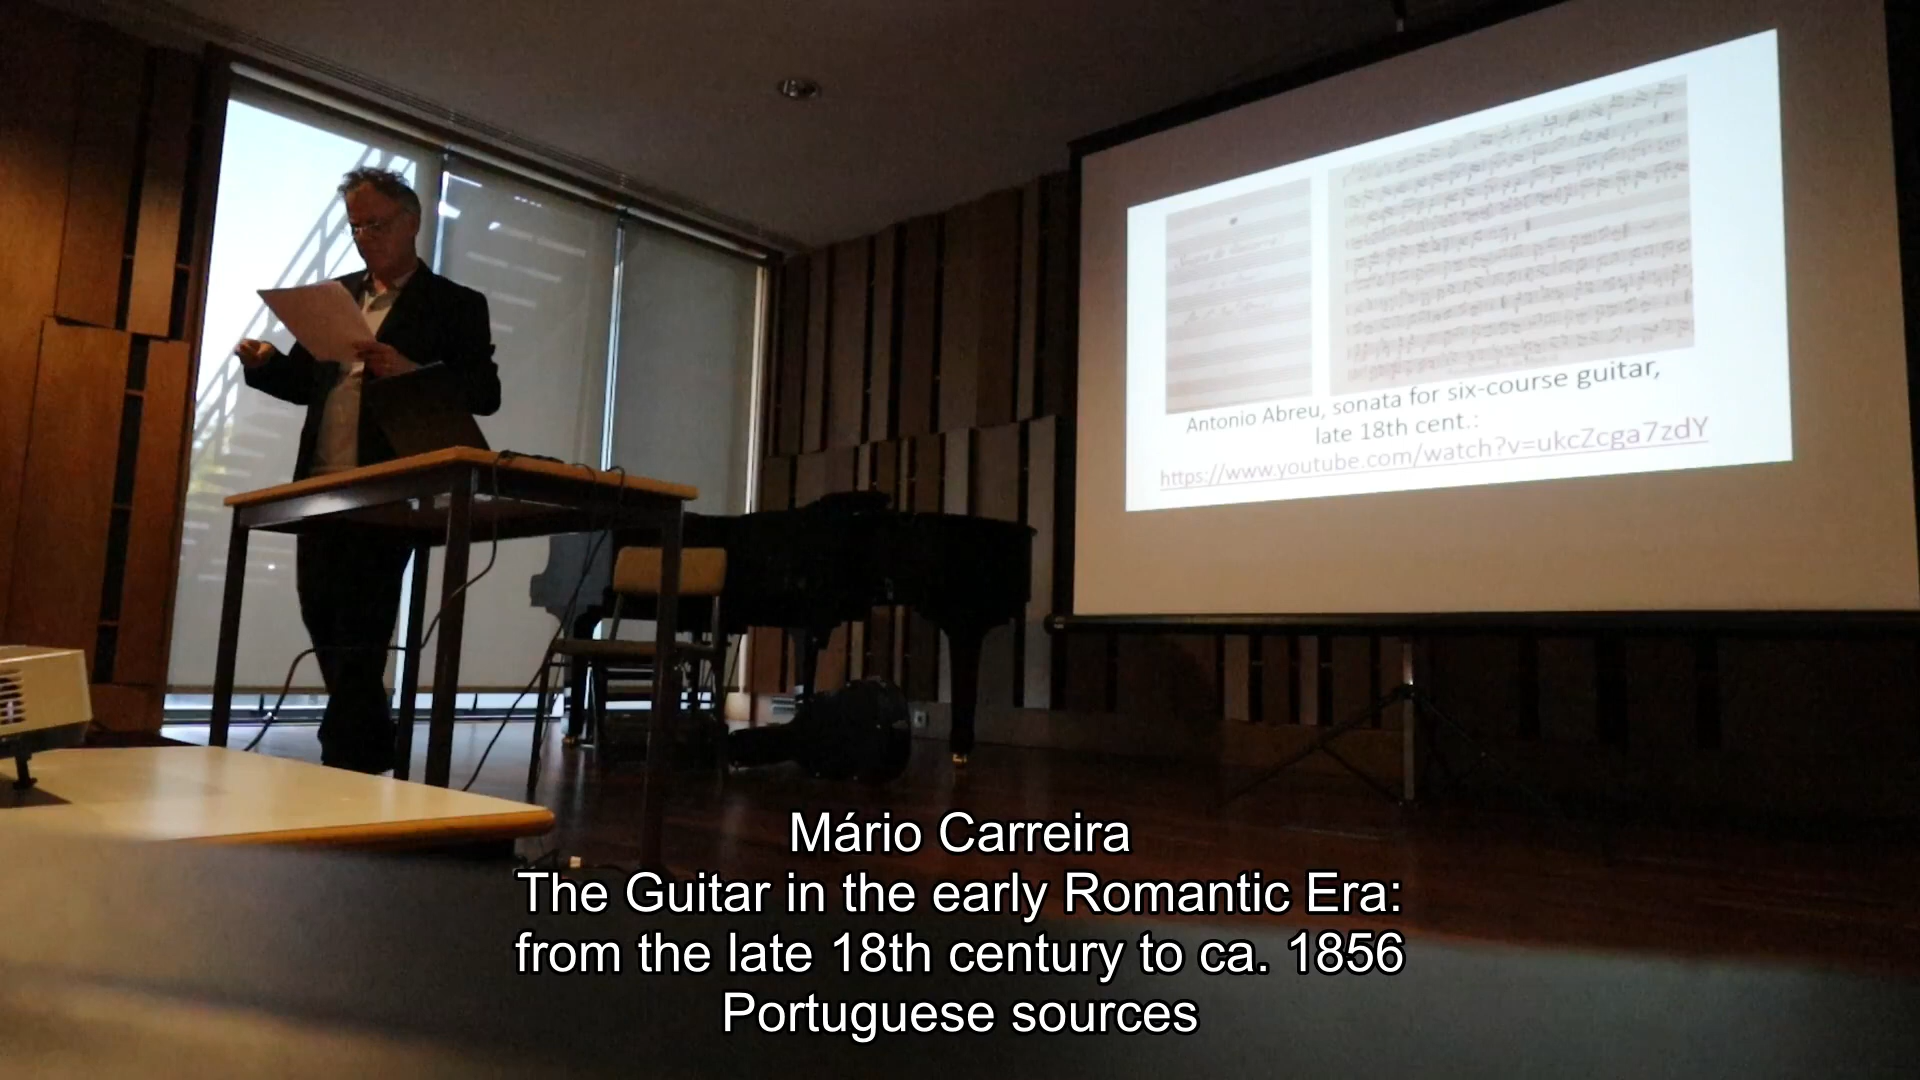 Antonio Abreu, sonata for six-course guitar,
late 18th cent.:
https://www.youtube.com/watch?v=ukcZcga7zdY
Mário Carreira
The Guitar in the early Romantic Era:
from the late 18th century to ca. 1856
Portuguese sources